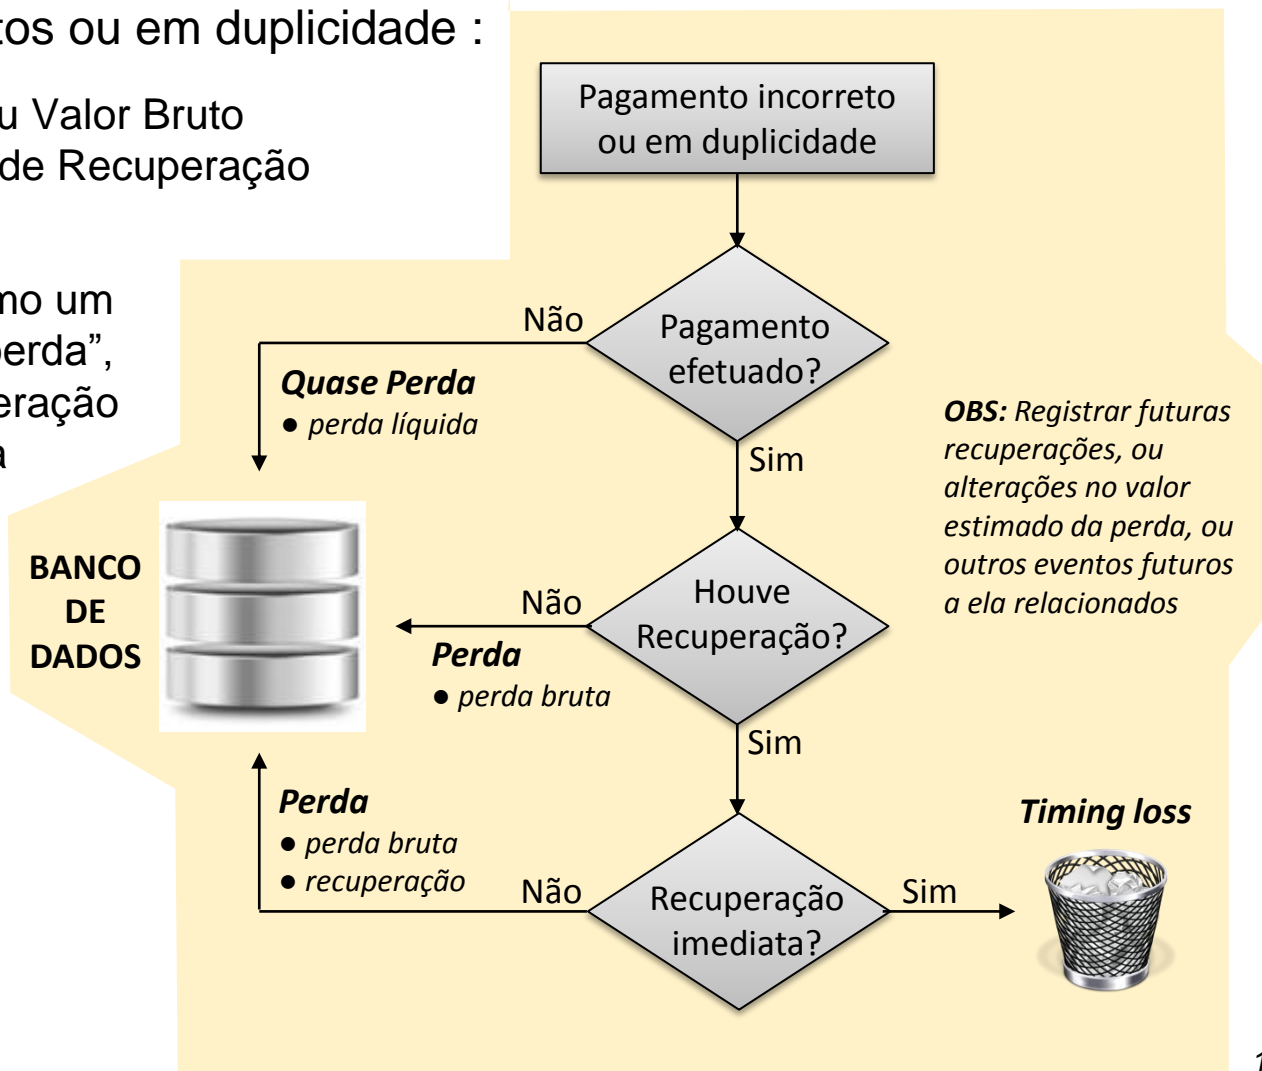 tos ou em duplicidade :
u Valor Bruto
de Recuperação
mo um
perda”,
eração
a
Pagamento incorreto
ou em duplicidade
Pagamento
efetuado?
Não
Quase Perda
● perda líquida
Sim
OBS: Registrar futuras
recuperações, ou
alterações no valor
estimado da perda, ou
outros eventos futuros
a ela relacionados
BANCO
DE
DADOS
Houve
Recuperação?
Não
Perda
● perda bruta
Sim
Perda
● perda bruta
● recuperação
Não
Recuperação
imediata?
Sim
Timing loss
1